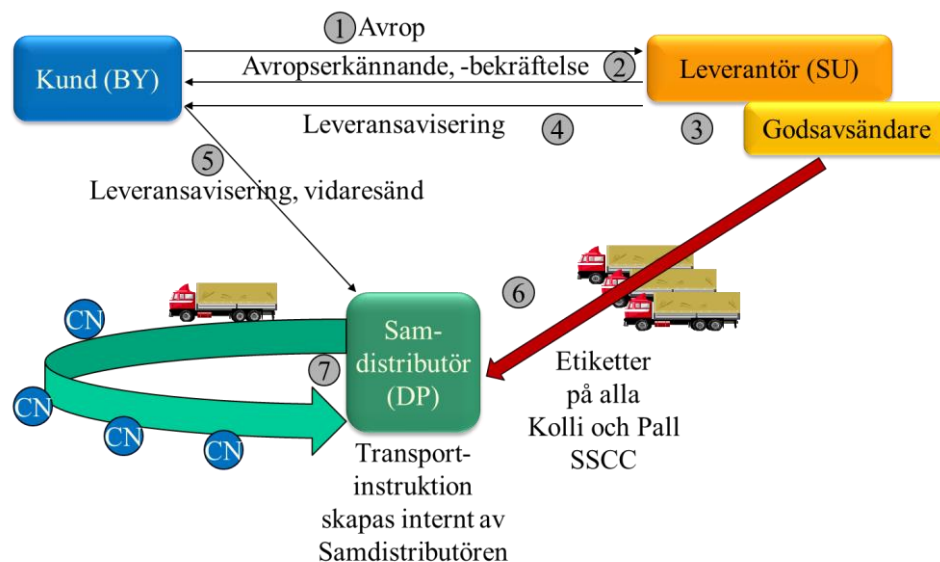 1 Avrop
Kund (BY)
Avropserkännande, -bekräftelse 2
Leverantör (SU)
Leveransavisering 4
3
Godsavsändare
5
Leveransavisering, vidaresänd
6
CN
CN
CN
CN
7
Sam-
distributör
(DP)
Etiketter
på alla
Kolli och Pall
SSCC
Transport-
instruktion
skapas internt av
Samdistributören